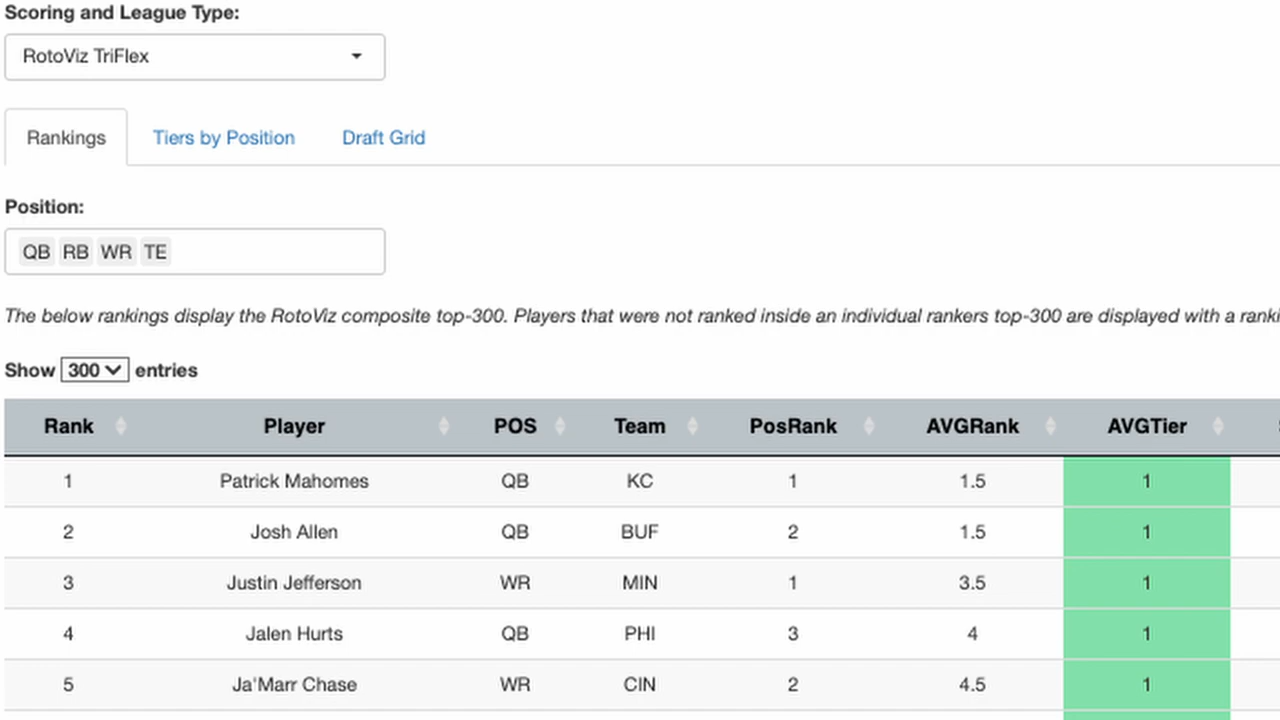 Scoring and League Type:
RotoViz TriFlex
Rankings Tiers by Position Draft Grid
Position:
QB RB WR TE
The below rankings display the RotoViz composite top-300. Players that were not ranked inside an individual rankers top-300 are displayed with a ranki
Show 300 entries
Rank Player POS Team PosRank AVGRank AVGTier
1 Patrick Mahomes QB KC 1 1.5 1
2 Josh Allen QB BUF 2 1.5 1
3 Justin Jefferson WR MIN 1 3.5 1
4 Jalen Hurts QB PHI 3 4 1
5 Ja'Marr Chase WR CIN 2 4.5 1